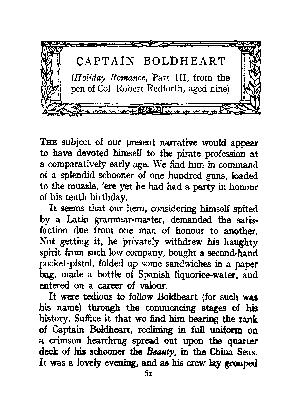 CAPTAIN BOLDHEART
(Holiday Romance, Part III, from the
pen of Col. Robert Redforth, aged nine)
THE subject of our present narrative would appear
to have devoted himself to the pirate profession at
a comparatively early age. We find him in command
of a splendid schooner of one hundred guns, loaded
to the muzzle, 'ere yet he had had a party in honour
of his tenth birthday.
It seems that our hero, considering himself spited
by a Latin grammar-master, demanded the satis-
faction due from one man of honour to another.
Not getting it, he privately withdrew his haughty
spirit from such low company, bought a second-hand
pocket-pistol, folded up some sandwiches in a paper
bag, made a bottle of Spanish liquorice-water, and
entered on a career of valour.
It were tedious to follow Boldheart (for such was
his name) through the commencing stages of his
history. Suffice it that we find him bearing the rank
of Captain Boldheart, reclining in full uniform on
a crimson hearthrug spread out upon the quarter
deck of his schooner the Beauty, in the China Seas.
It was a lovely evening, and as his crew lay grouped